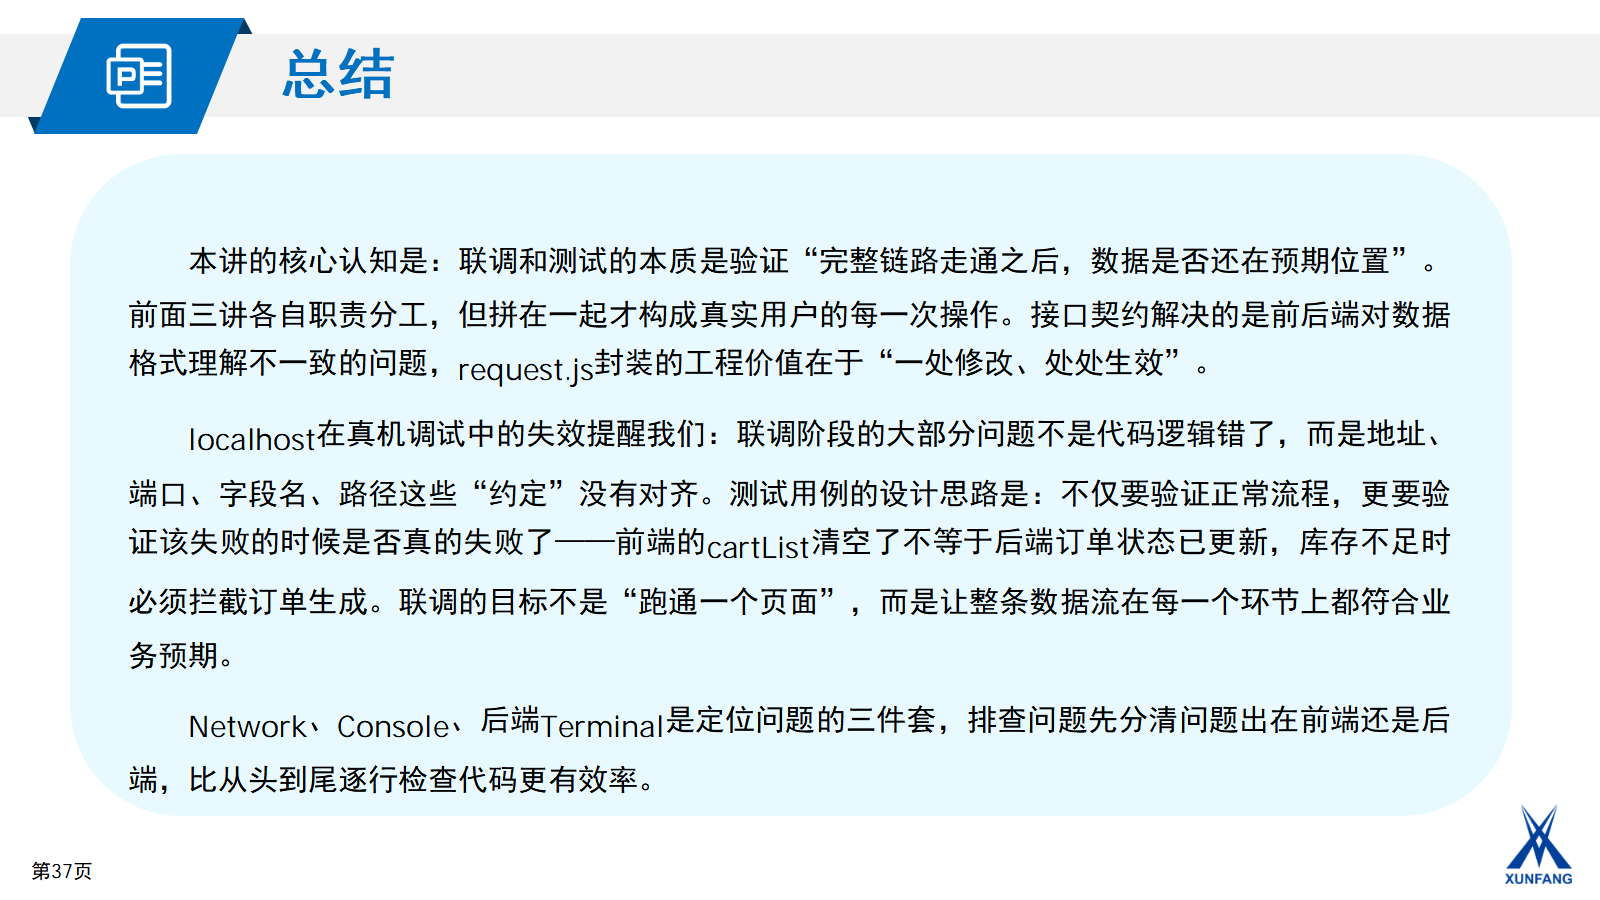 总结
本讲的核心认知是：联调和测试的本质是验证“完整链路走通之后，数据是否还在预期位置”。
前面三讲各自职责分工，但拼在一起才构成真实用户的每一次操作。接口契约解决的是前后端对数据
格式理解不一致的问题，request.js封装的工程价值在于“一处修改、处处生效”。
localhost在真机调试中的失效提醒我们：联调阶段的大部分问题不是代码逻辑错了，而是地址、
端口、字段名、路径这些“约定”没有对齐。测试用例的设计思路是：不仅要验证正常流程，更要验
证该失败的时候是否真的失败了——前端的cartList清空了不等于后端订单状态已更新，库存不足时
必须拦截订单生成。联调的目标不是“跑通一个页面”，而是让整条数据流在每一个环节上都符合业
务预期。
Network、Console、后端Terminal是定位问题的三件套，排查问题先分清问题出在前端还是后
端，比从头到尾逐行检查代码更有效率。
第37页
XUNFANG